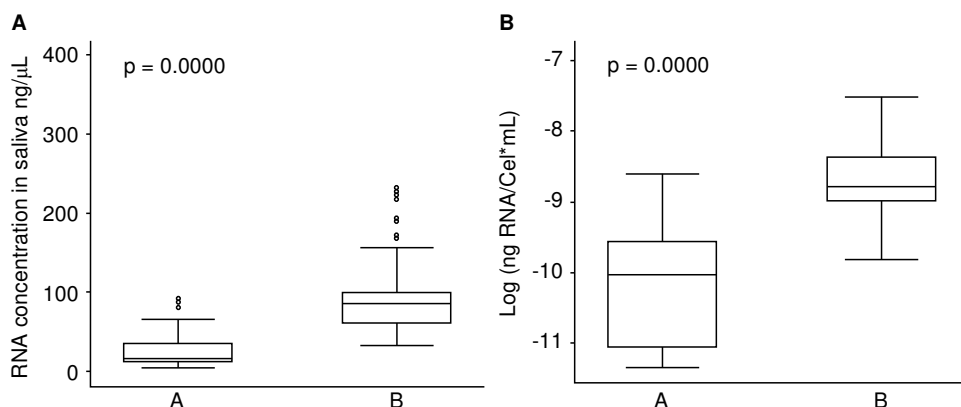 A
RNA concentration in saliva ng/µL
400
300
200
100
0
p = 0.0000
A
B
B
Log (ng RNA/Cel*mL)
-7
-8
-9
-10
-11
p = 0.0000
A
B